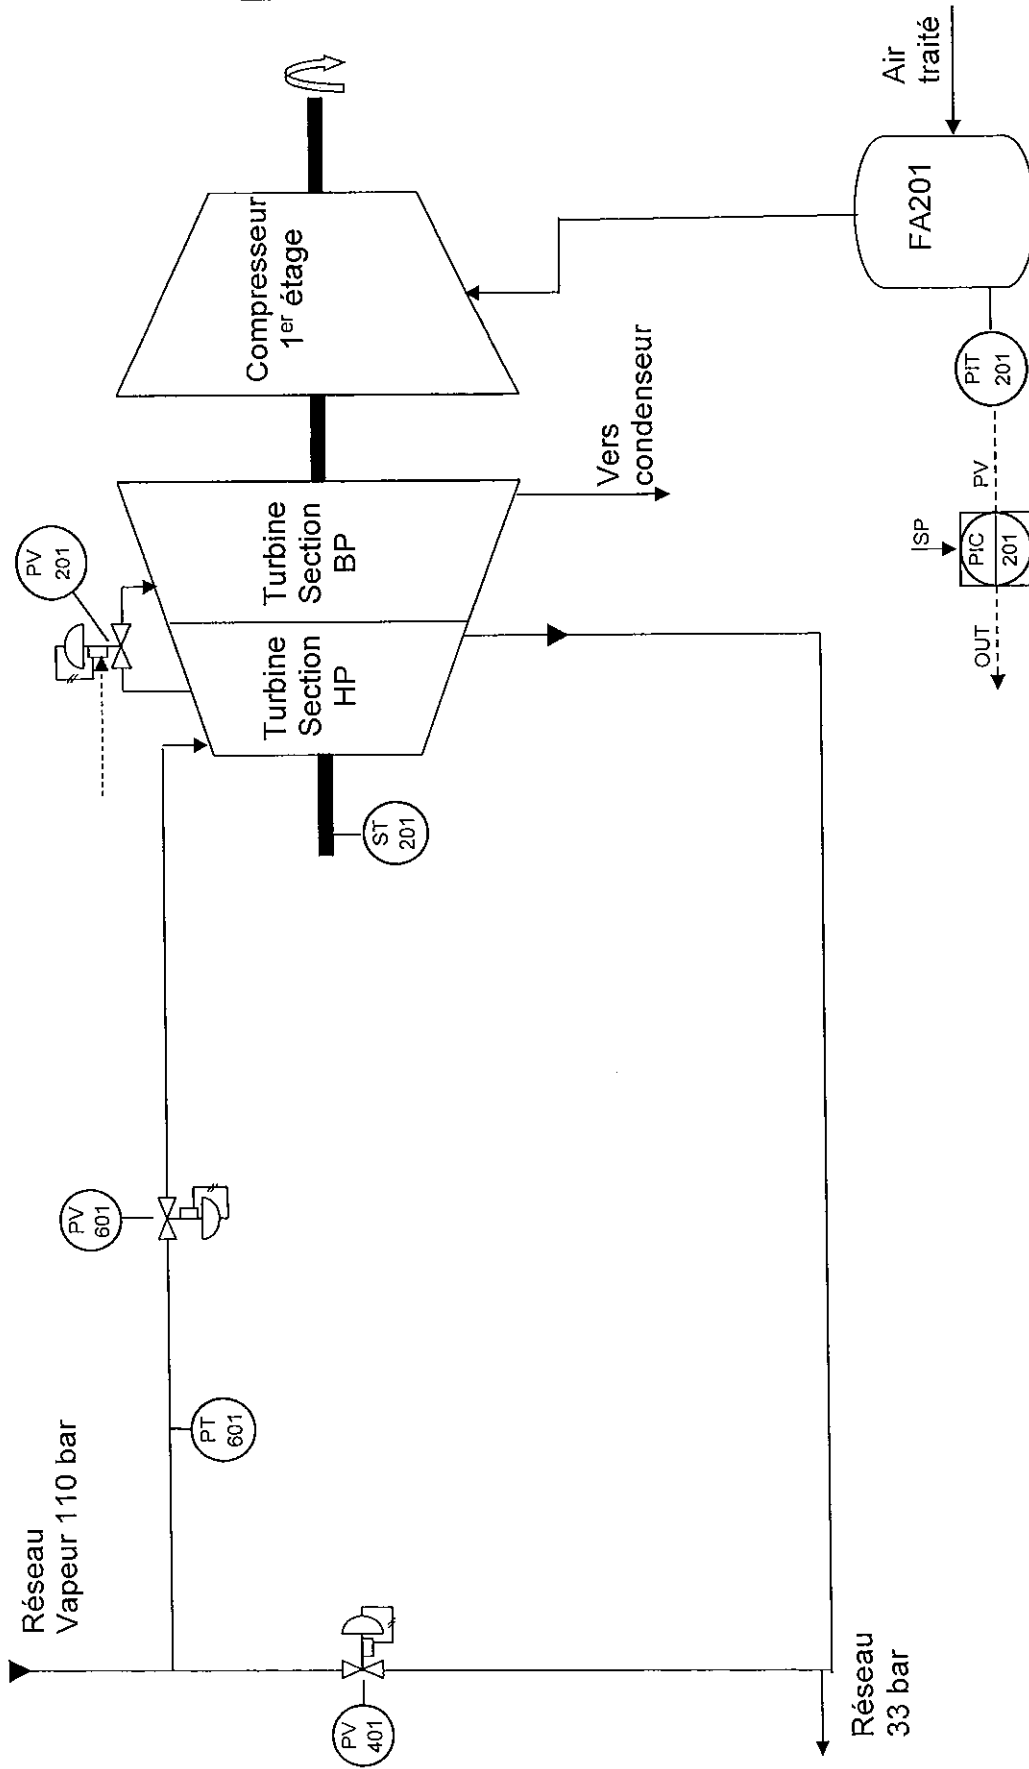 Réseau
Vapeur 110 bar
PV
401
Réseau
33 bar
PT
601
PV
601
ST
201
PV
201
Turbine
Section
HP
Turbine
Section
BP
Vers
condenseur
Compresseur
1er étage
OUT
SP
PIC
201
PV
PIT
201
FA201
Air
traité